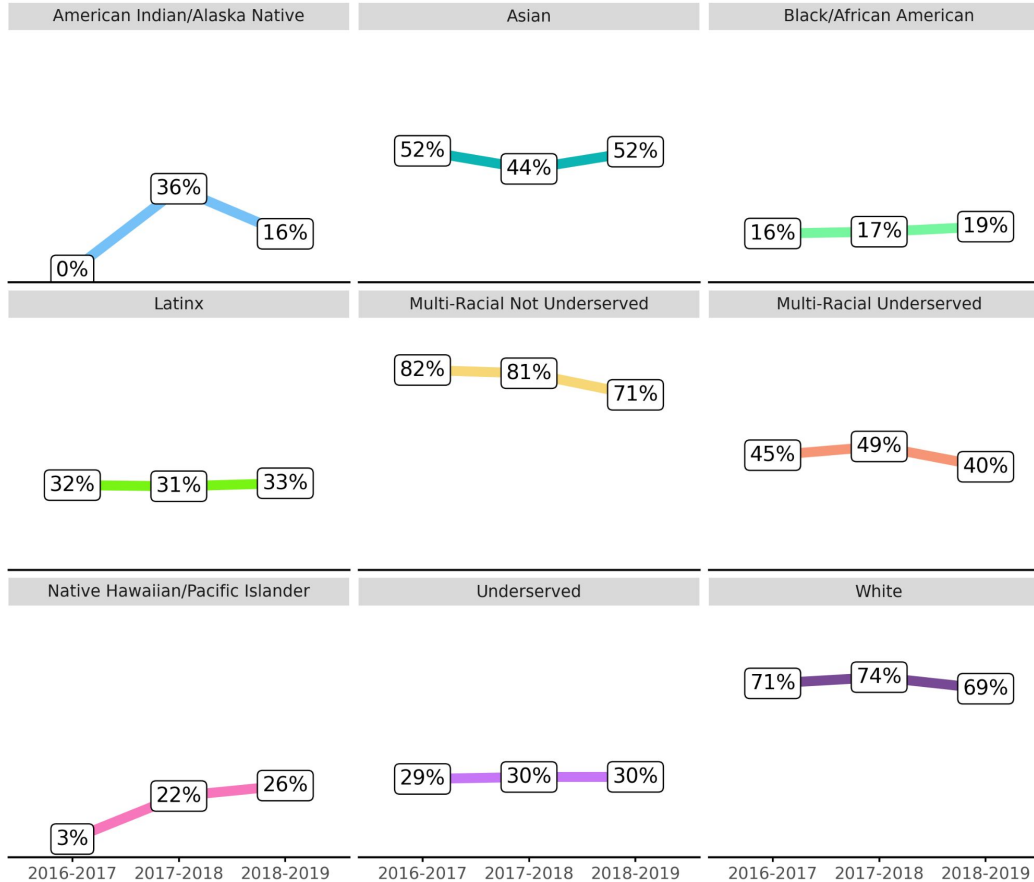 American Indian/Alaska Native
Asian
Black/African American
0%
36%
16%
52%
44%
52%
16%
17%
19%
Latinx
Multi-Racial Not Underserved
Multi-Racial Underserved
32%
31%
33%
82%
81%
71%
45%
49%
40%
Native Hawaiian/Pacific Islander
Underserved
White
3%
22%
26%
29%
30%
30%
71%
74%
69%
2016-2017 2017-2018 2018-2019
2016-2017 2017-2018 2018-2019
2016-2017 2017-2018 2018-2019